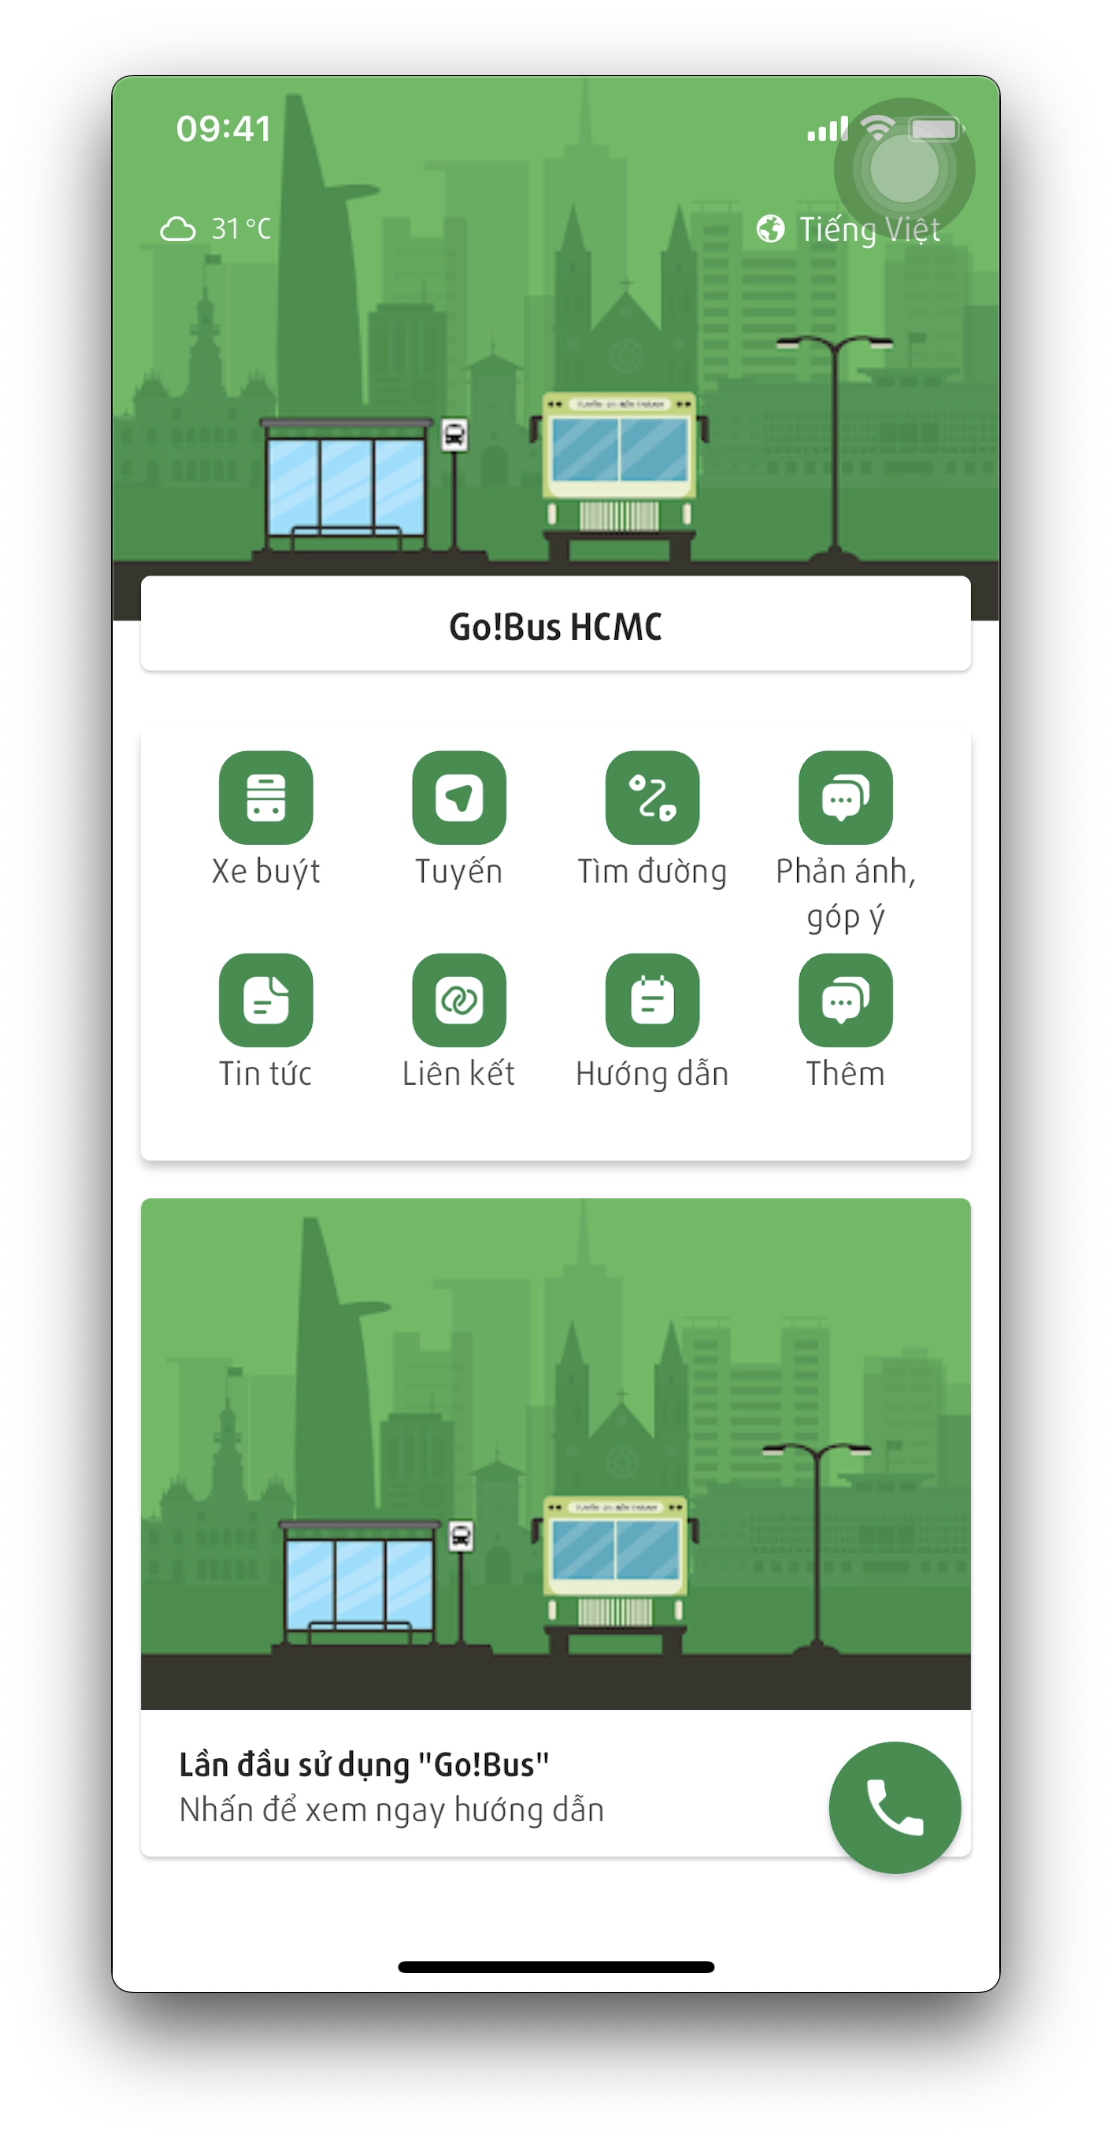 09:41
31 °C
Tiếng Việt
Go!Bus HCMC
Xe buýt
Tuyến
Tìm đường
Phản ánh,
góp ý
Tin tức
Liên kết
Hướng dẫn
Thêm
Lần đầu sử dụng "Go!Bus"
Nhấn để xem ngay hướng dẫn